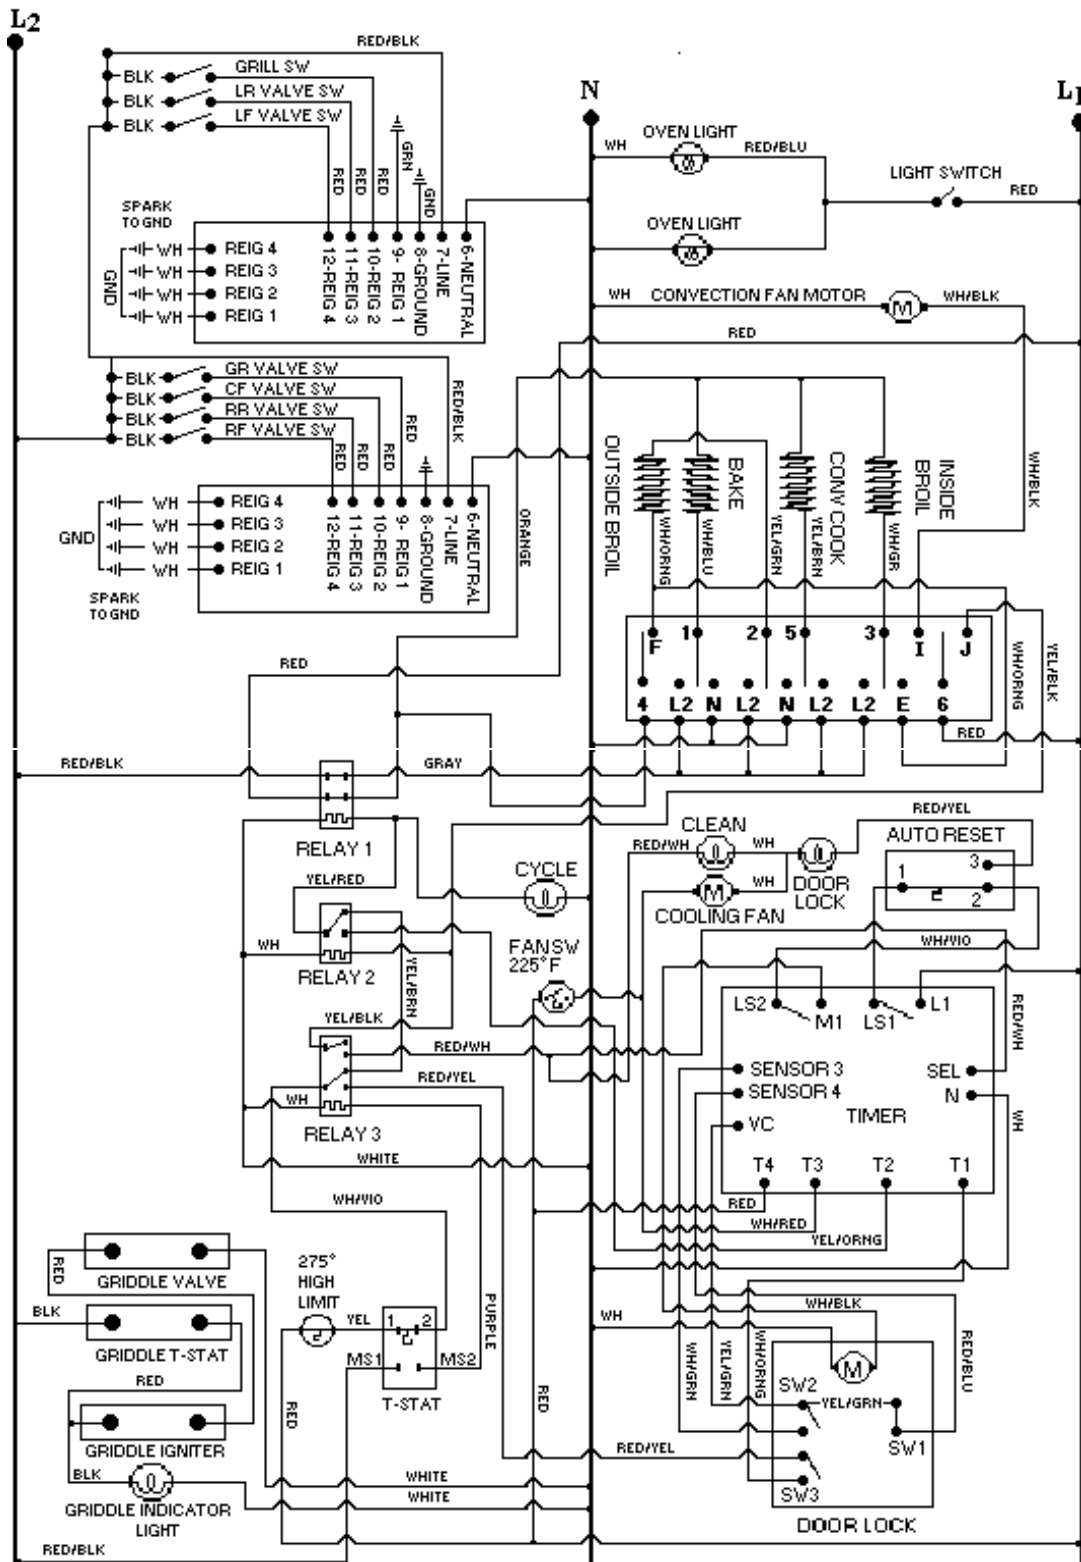 L2
RED/BLK
BLK
GRILL SW
BLK
LR VALVE SW
BLK
LF VALVE SW
N
L1
OVEN LIGHT
WH
RED/BLU
LIGHT SWITCH
RED
OVEN LIGHT
RED
RED
RED
GRN
GND
SPARK
TO GND
GND
WH
REIG 4
WH
REIG 3
WH
REIG 2
WH
REIG 1
12-REIG 4
11-REIG 3
10-REIG 2
9- REIG 1
8-GROUND
7-LINE
6-NEUTRAL
WH
CONVECTION FAN MOTOR
M
WH/BLK
RED
BLK
GR VALVE SW
BLK
CF VALVE SW
BLK
RR VALVE SW
BLK
RF VALVE SW
RED
RED
RED
RED
RED/BLK
GND
WH
REIG 4
WH
REIG 3
WH
REIG 2
WH
REIG 1
SPARK
TO GND
12-REIG 4
11-REIG 3
10-REIG 2
9- REIG 1
8-GROUND
7-LINE
6-NEUTRAL
ORANGE
OUTSIDE BROIL
BAKE
CONV COOK
INSIDE
BROIL
WH/BLK
WH/ORNG
WH/BLU
YEL/GRN
YEL/BRN
WH/GR
F
1
2
5
3
I
J
4
L2
N
L2
N
L2
L2
E
6
WH/ORNG
YEL/BLK
RED
RED
RED/BLK
GRAY
RELAY 1
YEL/RED
CYCLE
WH
RELAY 2
YEL/BRN
FAN SW
225°F
YEL/BLK
RED/WH
RED/YEL
WH
RELAY 3
WHITE
WH/VIO
CLEAN
RED/WH
WH
M
WH
COOLING FAN
DOOR
LOCK
RED/YEL
AUTO RESET
1
3
2
WH/VIO
LS2
M1
LS1
L1
RED/WH
SENSOR 3
SENSOR 4
VC
TIMER
SEL
N
WH
T4
T3
T2
T1
RED
WH/RED
YEL/ORNG
RED
GRIDDLE VALVE
BLK
GRIDDLE T-STAT
RED
GRIDDLE IGNITER
BLK
GRIDDLE INDICATOR
LIGHT
275°
HIGH
LIMIT
YEL
1
2
MS1
MS2
T-STAT
PURPLE
RED
RED
WHITE
WHITE
RED/BLK
WH
WH/BLK
WH/GRN
YEL/GRN
WH/ORNG
M
SW2
YEL/GRN
SW1
RED/BLU
RED/YEL
SW3
DOOR LOCK